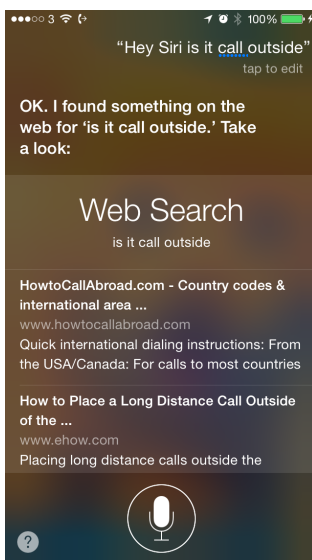 3 100%
“Hey Siri is it call outside”
tap to edit
OK. I found something on the
web for ‘is it call outside.’ Take
a look:
Web Search
is it call outside
HowtoCallAbroad.com - Country codes &
international area ...
www.howtocallabroad.com
Quick international dialing instructions: From
the USA/Canada: For calls to most countries
How to Place a Long Distance Call Outside
of the ...
www.ehow.com
Placing long distance calls outside the
?